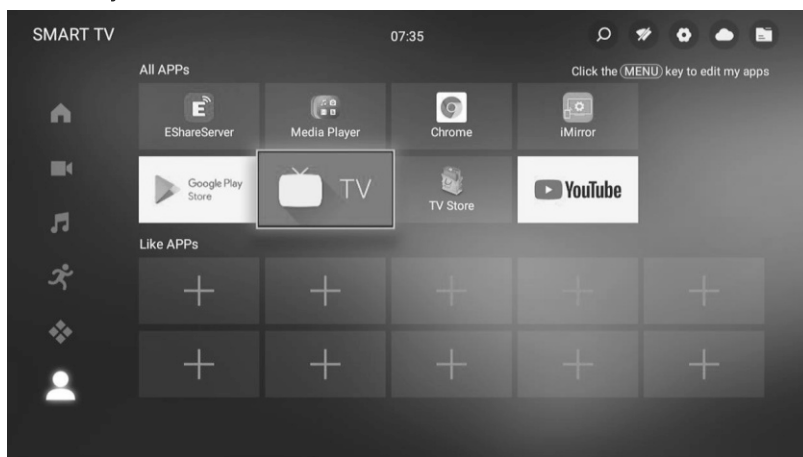 SMART TV
07:35
All APPs
Click the MENU key to edit my apps
EShareServer
Media Player
Chrome
iMirror
Google Play
Store
TV
TV Store
YouTube
Like APPs